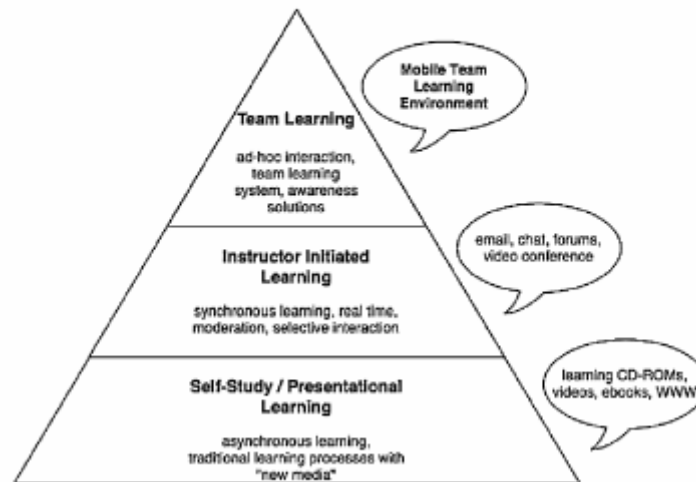 Mobile Team
Learning
Environment
Team Learning
ad-hoc interaction,
team learning
system, awareness
solutions
email, chat, forums,
video conference
Instructor Initiated
Learning
synchronous learning, real time,
moderation, selective interaction
learning CD-ROMs,
videos, ebooks, WWW
Self-Study / Presentational
Learning
asynchronous learning,
traditional learning processes with
"new media"